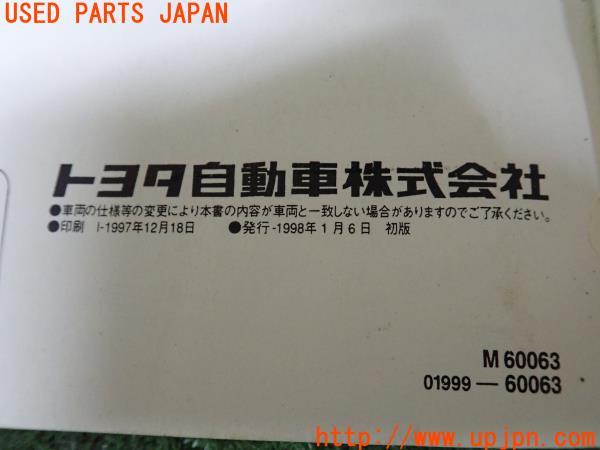 USED PARTS JAPAN
トヨタ自動車株式会社
●車両の仕様等の変更により本書の内容が車両と一致しない場合がありますのでご了承ください。
●印刷 I-1997年12月18日 ●発行-1998年1月6日 初版
M 60063
01999—60063
http://www.upjpn.com